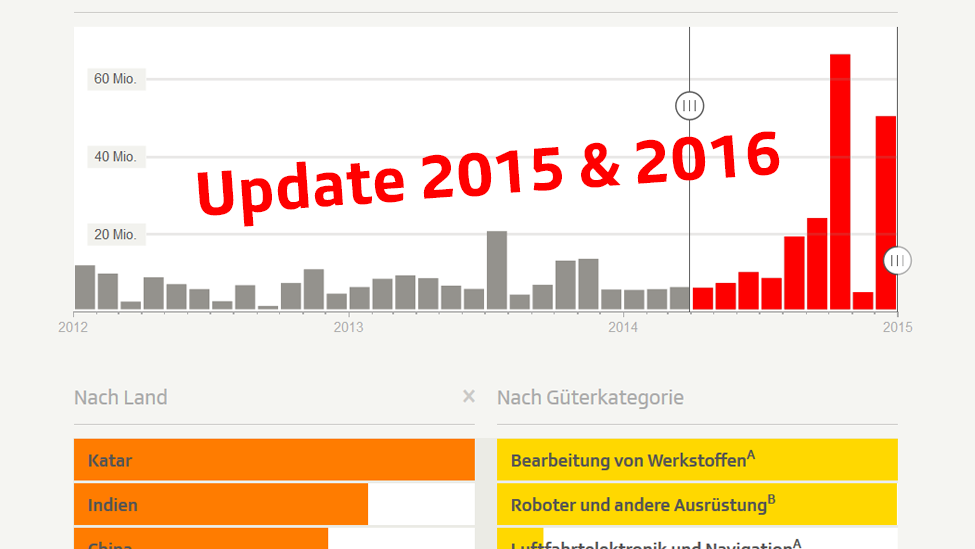 60 Mio.
40 Mio.
Update 2015 & 2016
20 Mio.
2012 2013 2014 2015
Nach Land × Nach Güterkategorie
Katar Bearbeitung von Werkstoffen^A
Indien Roboter und andere Ausrüstung^B
China Luftfahrtelektronik und Navigation^A